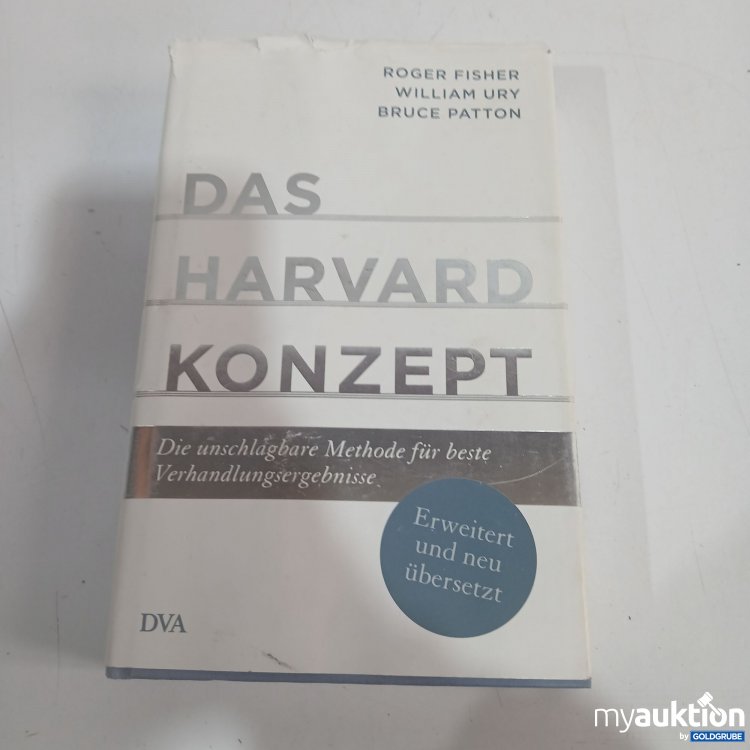 ROGER FISHER
WILLIAM URY
BRUCE PATTON
DAS
HARVARD
KONZEPT
Die unschlagbare Methode für beste
Verhandlungsergebnisse
Erweitert
und neu
übersetzt
DVA
myauktion
by GOLDGRUBE